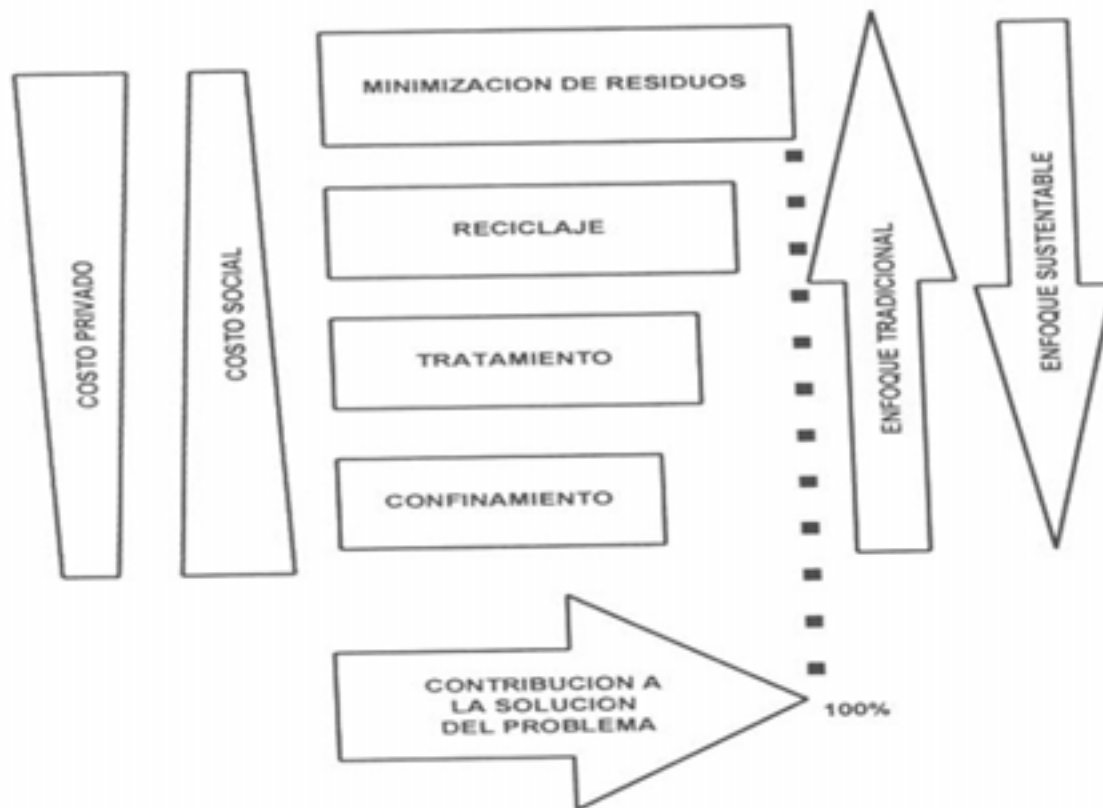 COSTO PRIVADO
COSTO SOCIAL
MINIMIZACION DE RESIDUOS
RECICLAJE
TRATAMIENTO
CONFINAMIENTO
CONTRIBUCION A
LA SOLUCION
DEL PROBLEMA
100%
ENFOQUE TRADICIONAL
ENFOQUE SUSTENTABLE